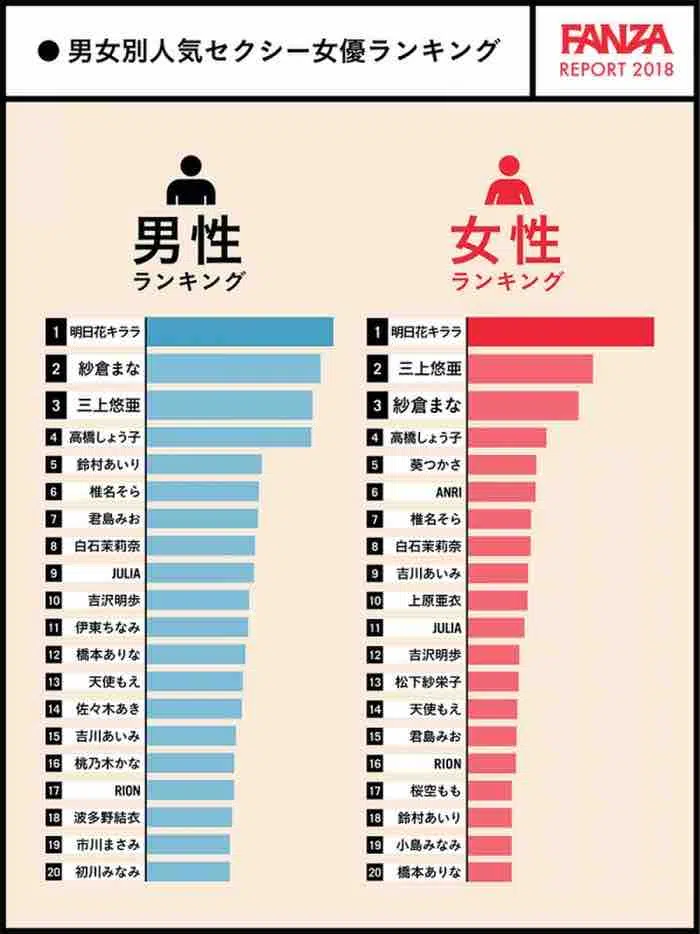 ● 男女別人気セクシー女優ランキング
FANZA
REPORT 2018
男性
ランキング
1 明日花キララ
2 紗倉まな
3 三上悠亜
4 高橋しょう子
5 鈴村あいり
6 椎名そら
7 君島みお
8 白石茉莉奈
9 JULIA
10 吉沢明歩
11 伊東ちなみ
12 橋本ありな
13 天使もえ
14 佐々木あき
15 吉川あいみ
16 桃乃木かな
17 RION
18 波多野結衣
19 市川まさみ
20 初川みなみ
女性
ランキング
1 明日花キララ
2 三上悠亜
3 紗倉まな
4 高橋しょう子
5 葵つかさ
6 ANRI
7 椎名そら
8 白石茉莉奈
9 吉川あいみ
10 上原亜衣
11 JULIA
12 吉沢明歩
13 松下紗栄子
14 天使もえ
15 君島みお
16 RION
17 桜空もも
18 鈴村あいり
19 小島みなみ
20 橋本ありな